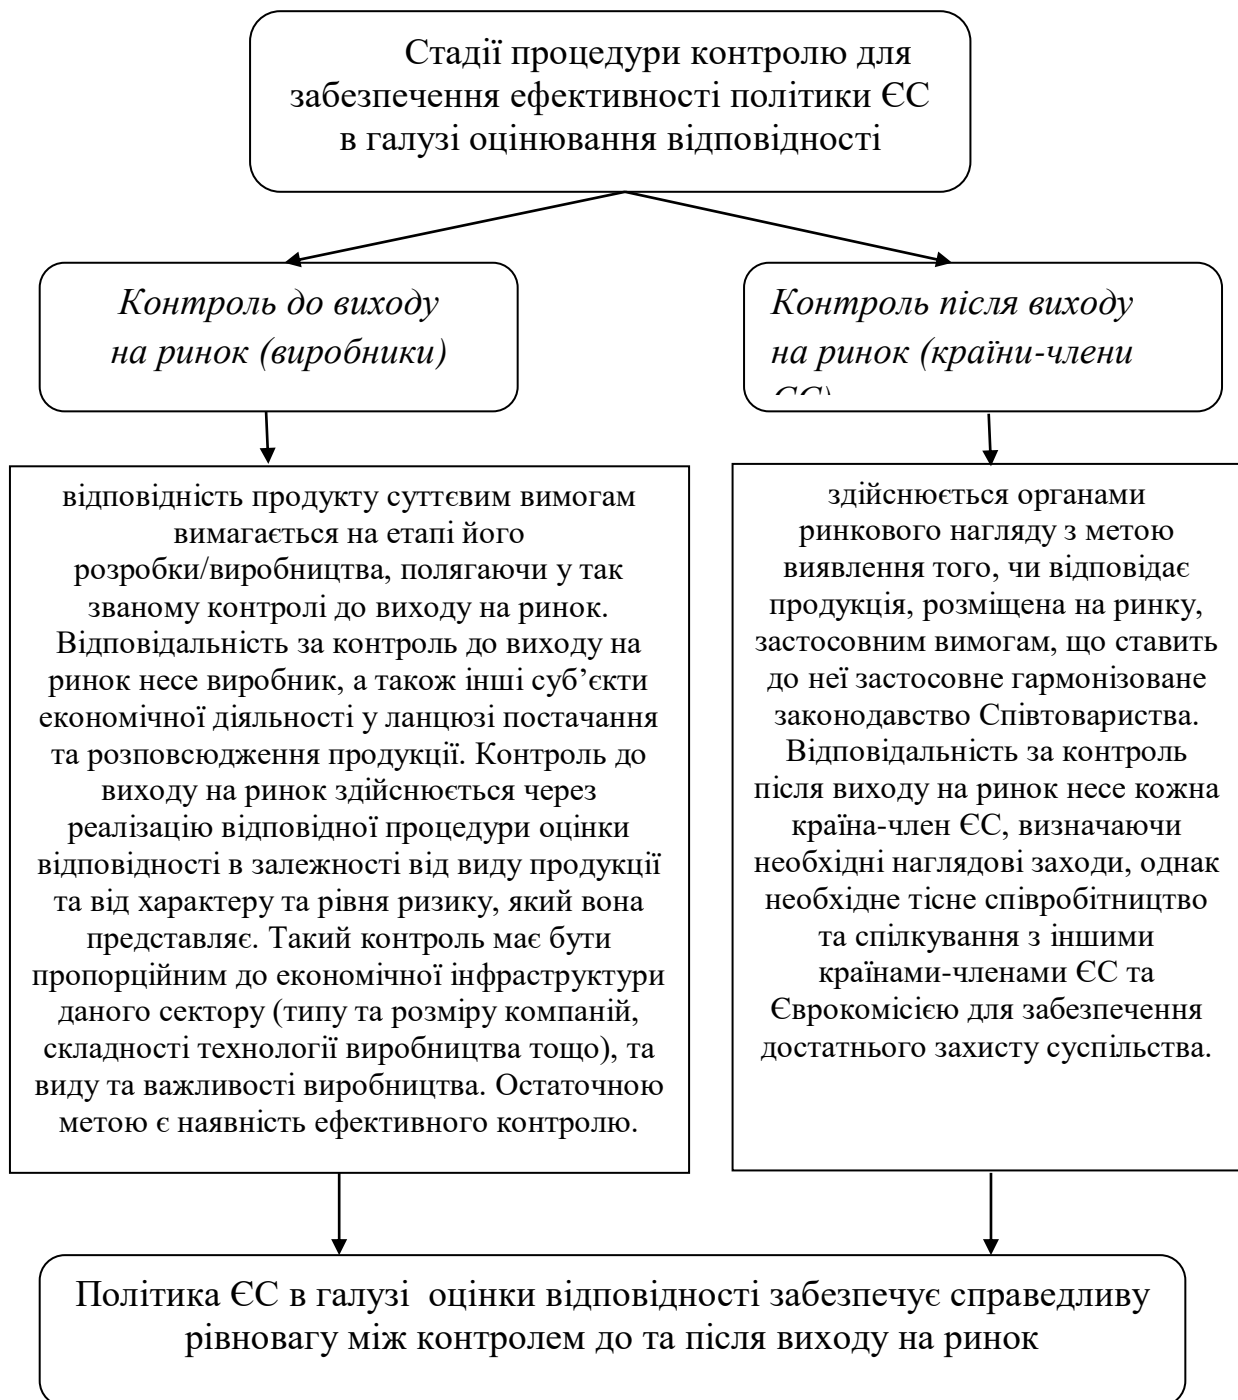 Стадії процедури контролю для
забезпечення ефективності політики ЄС
в галузі оцінювання відповідності
Контроль до виходу
на ринок (виробники)
Контроль після виходу
на ринок (країни-члени
ЄС)
відповідність продукту суттєвим вимогам
вимагається на етапі його
розробки/виробництва, полягаючи у так
званому контролі до виходу на ринок.
Відповідальність за контроль до виходу на
ринок несе виробник, а також інші суб’єкти
економічної діяльності у ланцюзі постачання
та розповсюдження продукції. Контроль до
виходу на ринок здійснюється через
реалізацію відповідної процедури оцінки
відповідності в залежності від виду продукції
та від характеру та рівня ризику, який вона
представляє. Такий контроль має бути
пропорційним до економічної інфраструктури
даного сектору (типу та розміру компаній,
складності технології виробництва тощо), та
виду та важливості виробництва. Остаточною
метою є наявність ефективного контролю.
здійснюється органами
ринкового нагляду з метою
виявлення того, чи відповідає
продукція, розміщена на ринку,
застосовним вимогам, що ставить
до неї застосовне гармонізоване
законодавство Співтовариства.
Відповідальність за контроль
після виходу на ринок несе кожна
країна-член ЄС, визначаючи
необхідні наглядові заходи, однак
необхідне тісне співробітництво
та спілкування з іншими
країнами-членами ЄС та
Єврокомісією для забезпечення
достатнього захисту суспільства.
Політика ЄС в галузі оцінки відповідності забезпечує справедливу
рівновагу між контролем до та після виходу на ринок